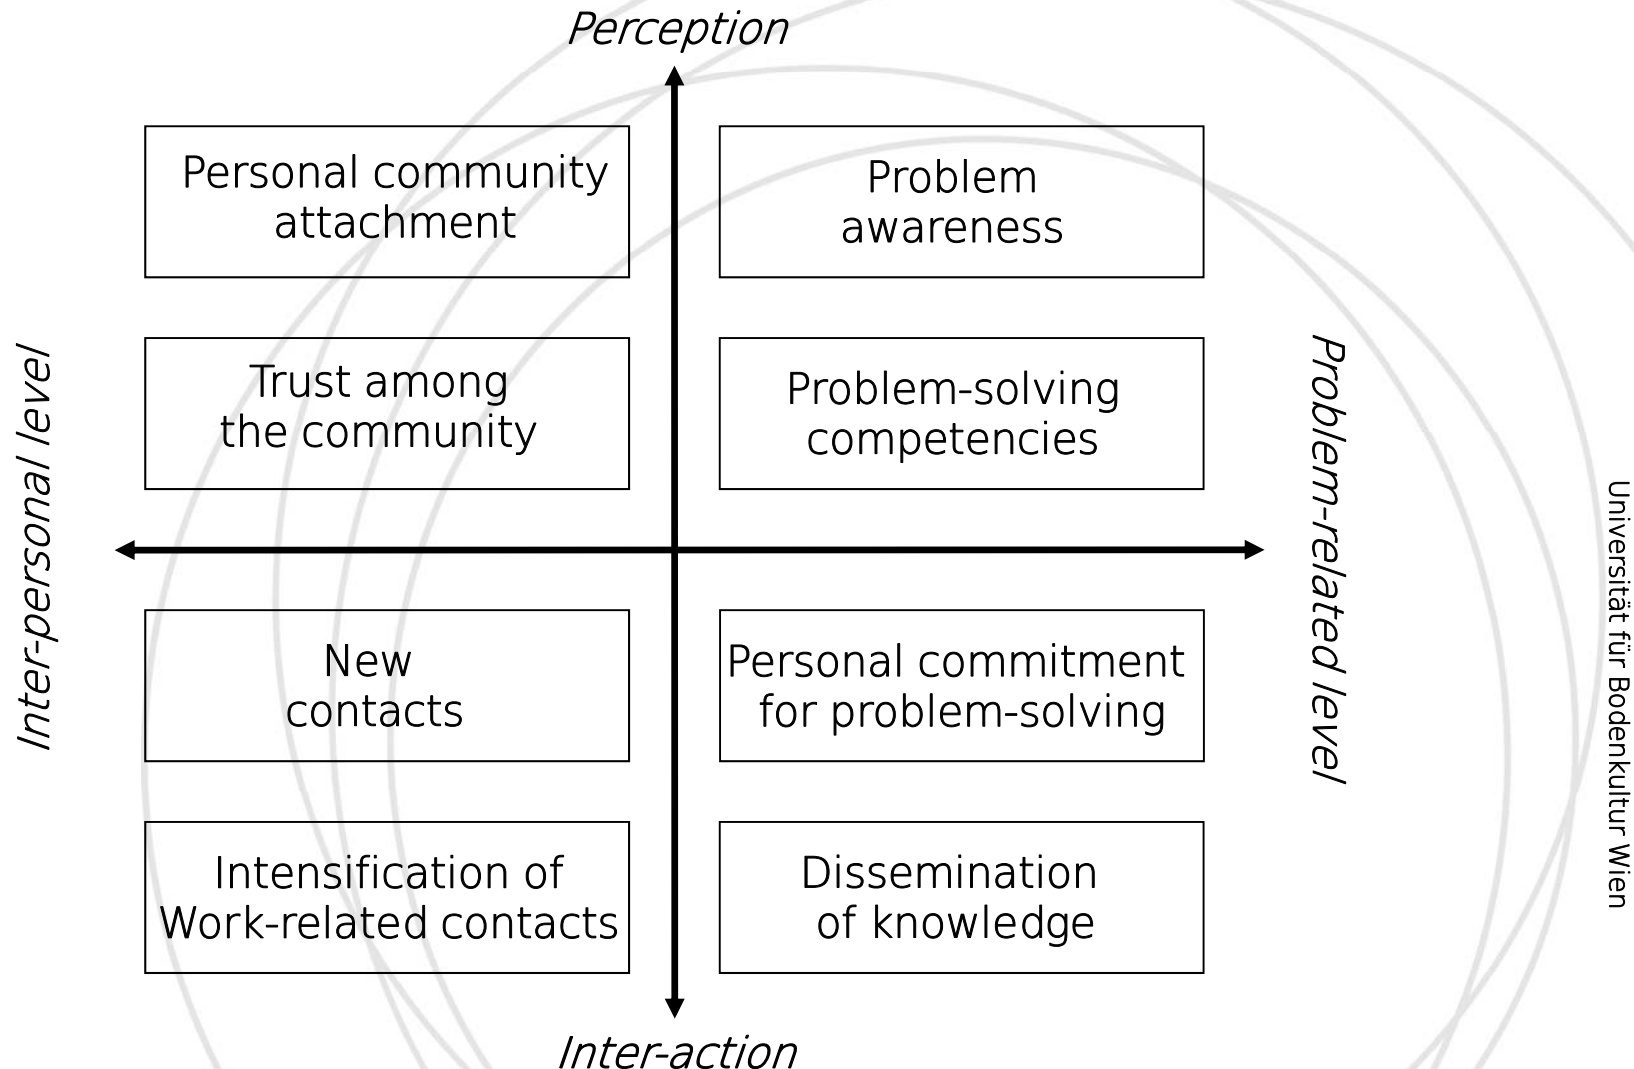 Perception
Personal community
attachment
Problem
awareness
Trust among
the community
Problem-solving
competencies
Inter-personal level
Problem-related level
New
contacts
Personal commitment
for problem-solving
Intensification of
Work-related contacts
Dissemination
of knowledge
Inter-action
Universität für Bodenkultur Wien